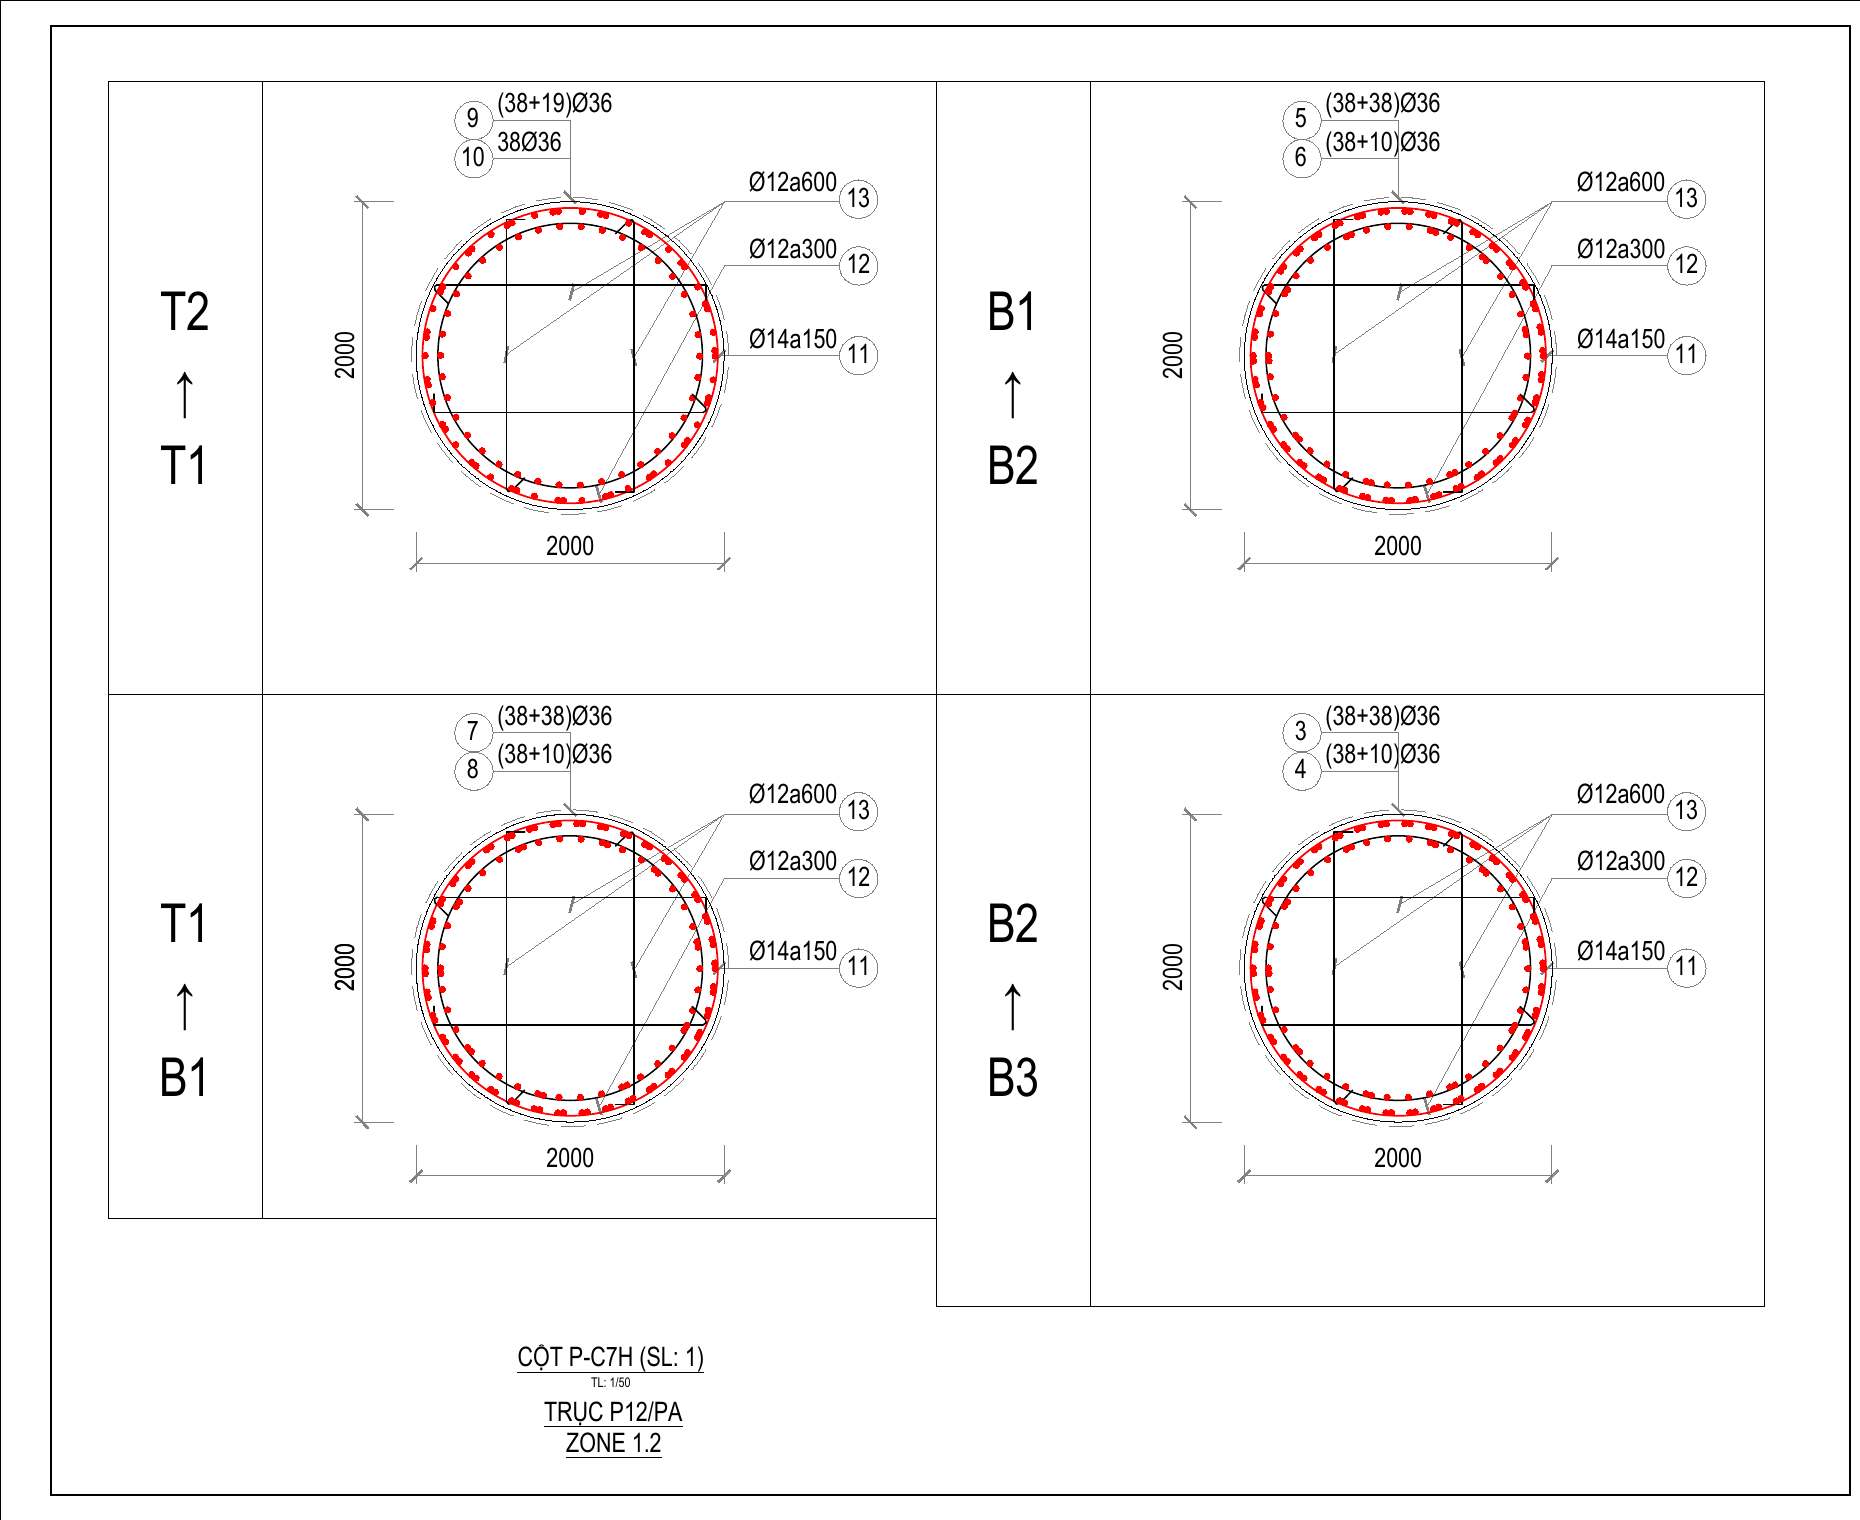 T2
↑
T1
9 (38+19)Ø36
10 38Ø36
Ø12a600 13
Ø12a300 12
Ø14a150 11
2000
2000
B1
↑
B2
5 (38+38)Ø36
6 (38+10)Ø36
Ø12a600 13
Ø12a300 12
Ø14a150 11
2000
2000
T1
↑
B1
7 (38+38)Ø36
8 (38+10)Ø36
Ø12a600 13
Ø12a300 12
Ø14a150 11
2000
2000
B2
↑
B3
3 (38+38)Ø36
4 (38+10)Ø36
Ø12a600 13
Ø12a300 12
Ø14a150 11
2000
2000
CỘT P-C7H (SL: 1)
TL: 1/50
TRỤC P12/PA
ZONE 1.2